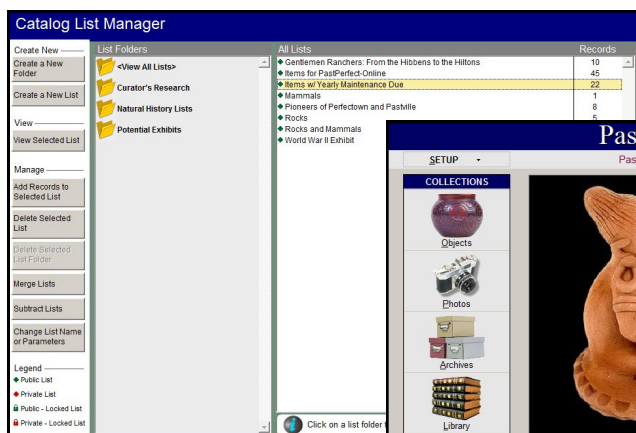 Catalog List Manager
Create New
Create a New
Folder
Create a New List
View
View Selected List
Manage
Add Records to
Selected List
Delete Selected
List
Delete Selected
List Folder
Merge Lists
Subtract Lists
Change List Name
or Parameters
Legend
Public List
Private List
Public - Locked List
Private - Locked List
List Folders
<View All Lists>
Curator's Research
Natural History Lists
Potential Exhibits
All Lists Records
Gentlemen Ranchers: From the Hibbens to the Hiltons 10
Items for PastPerfect-Online 45
Items w/ Yearly Maintenance Due 22
Mammals 1
Pioneers of Perfectown and Pastville 8
Rocks 5
Rocks and Mammals
World War II Exhibit
Click on a list folder
Pas
SETUP
Pas
COLLECTIONS
Objects
Photos
Archives
Library